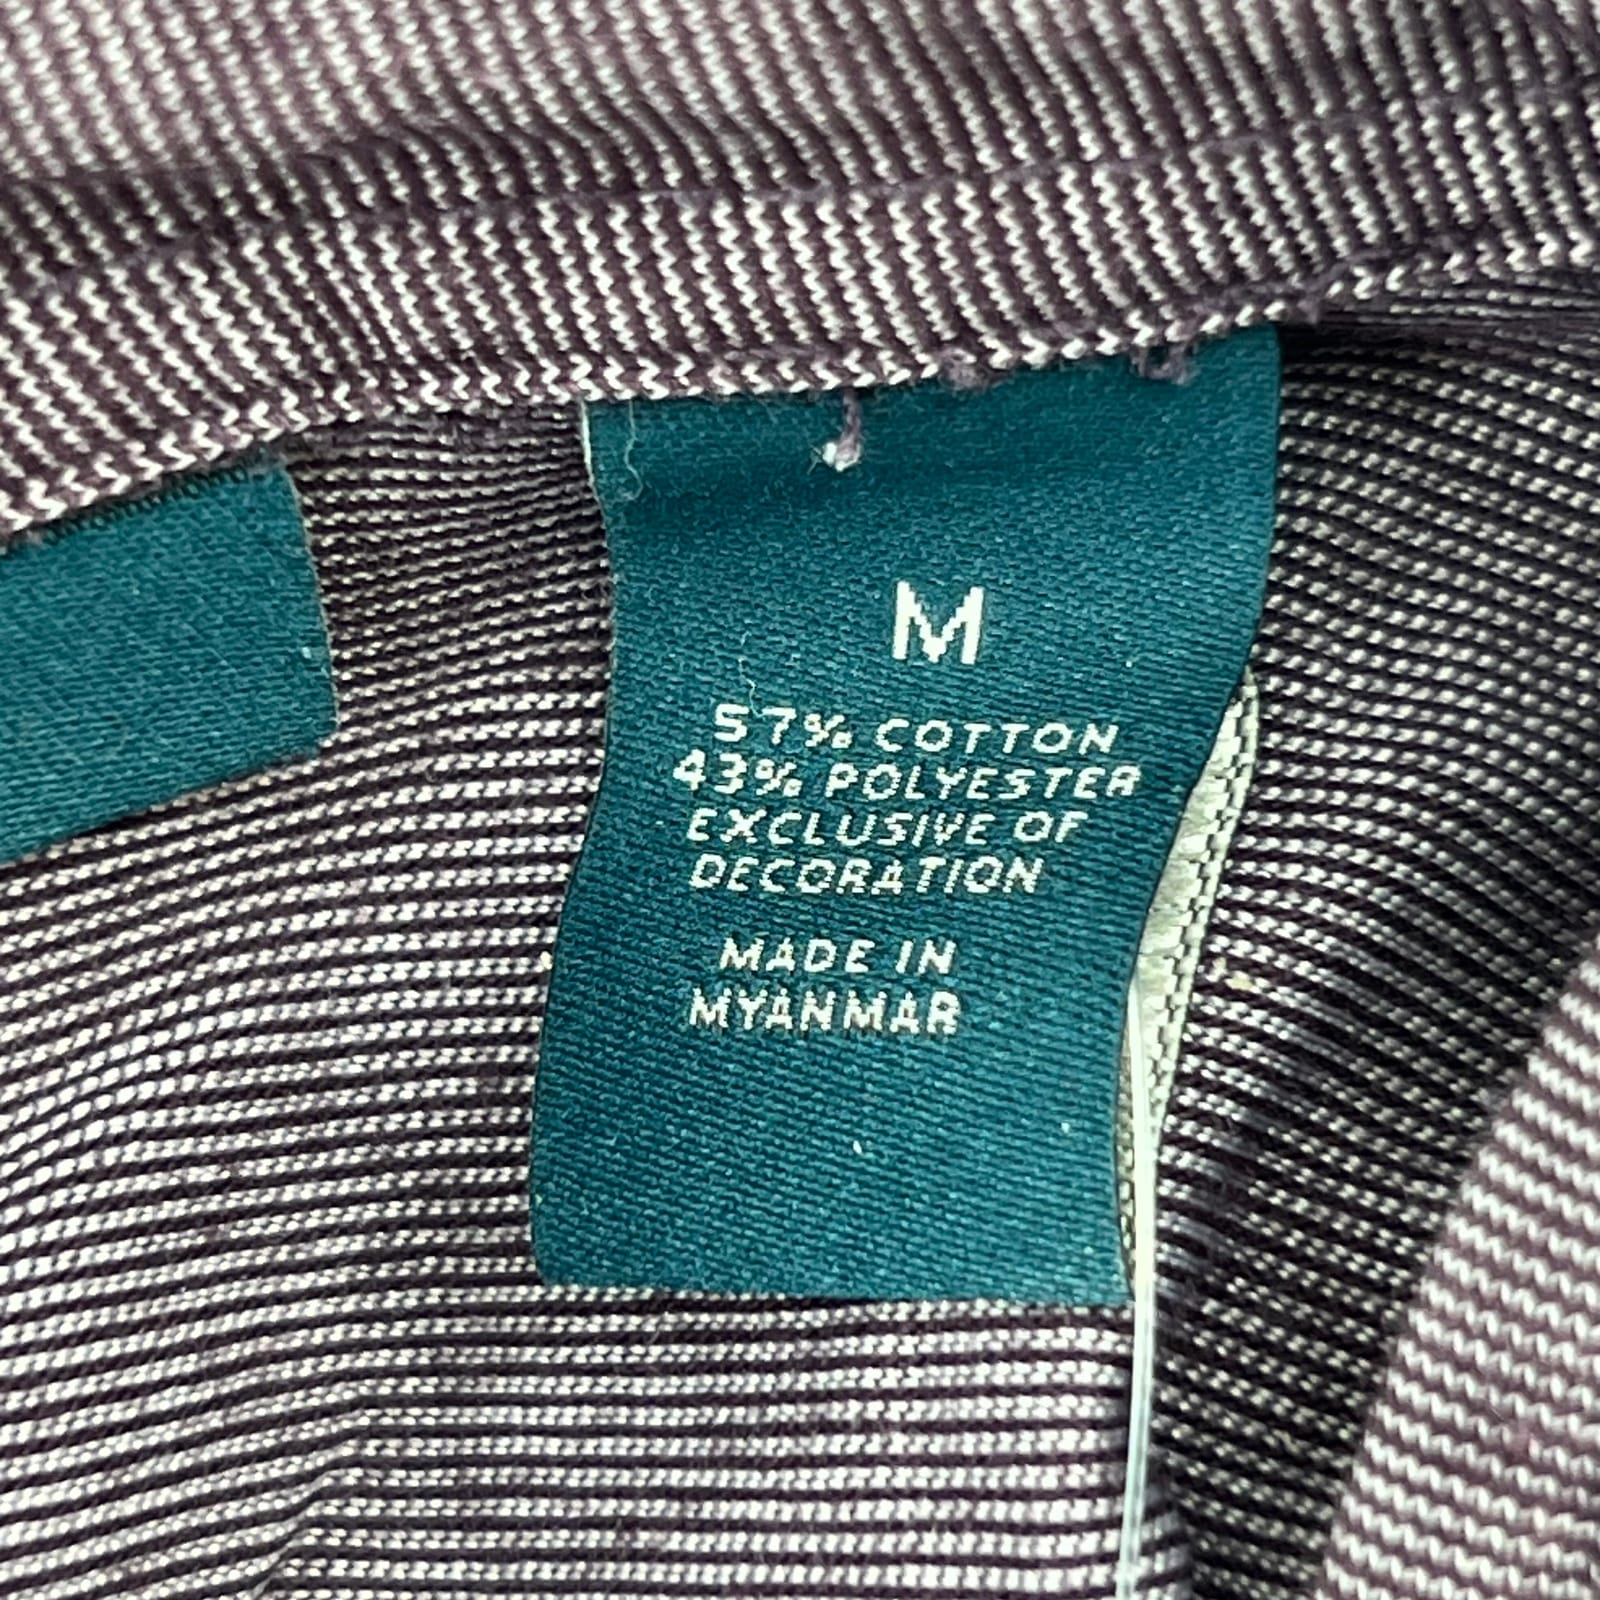 M
57% COTTON
43% POLYESTER
EXCLUSIVE OF
DECORATION
MADE IN
MYANMAR